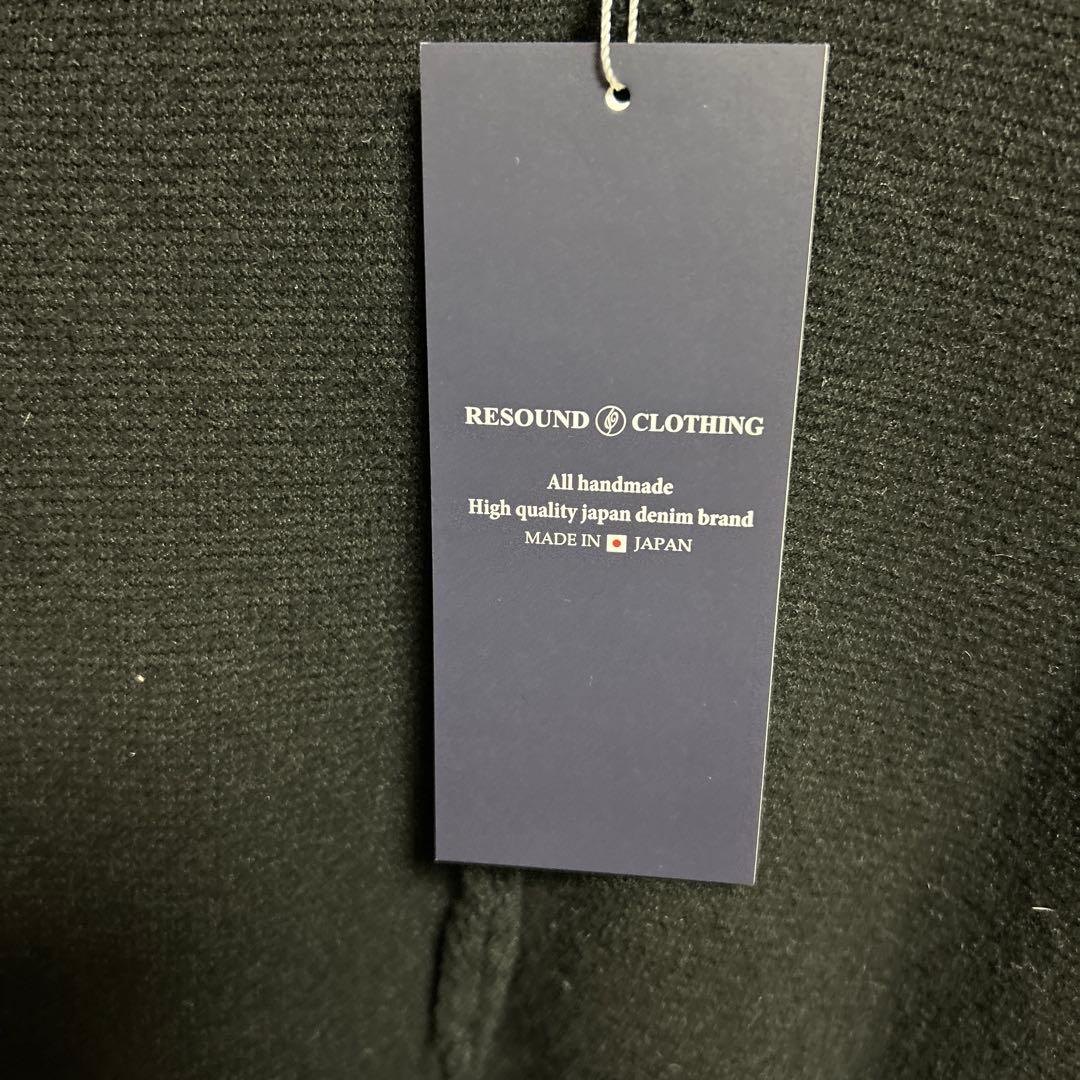 RESOUND CLOTHING
All handmade
High quality japan denim brand
MADE IN JAPAN